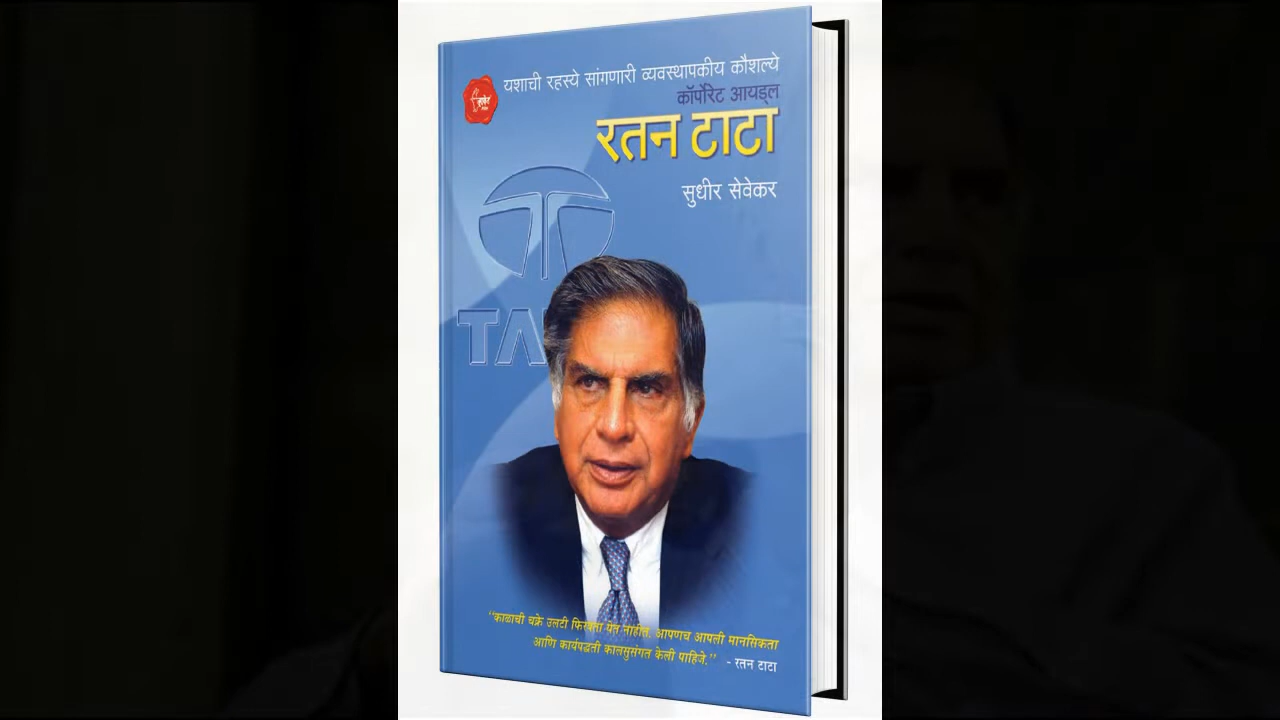 यशाची रहस्ये सांगणारी व्यवस्थापकीय कौशल्ये
कॉर्पोरेट आयड्ल
रतन टाटा
सुधीर सेवेकर
TA
“काळाची चक्रे उलटी फिरवता येत नाहीत. आपणच आपली मानसिकता
आणि कार्यपद्धती कालसुसंगत केली पाहिजे.” - रतन टाटा